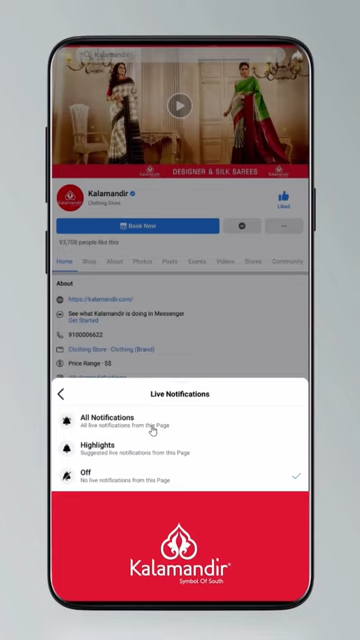 Kalamandir
DESIGNER & SILK SAREES
Kalamandir
Clothing Store
Liked
Book Now
93,708 people like this
Home Shop About Photos Posts Events Videos Stores Community
About
https://kalamandir.com/
See what Kalamandir is doing in Messenger
Get Started
9100006622
Clothing Store · Clothing (Brand)
Price Range · $$
Live Notifications
All Notifications
All live notifications from this Page
Highlights
Suggested live notifications from this Page
Off
No live notifications from this Page
Kalamandir
Symbol Of South